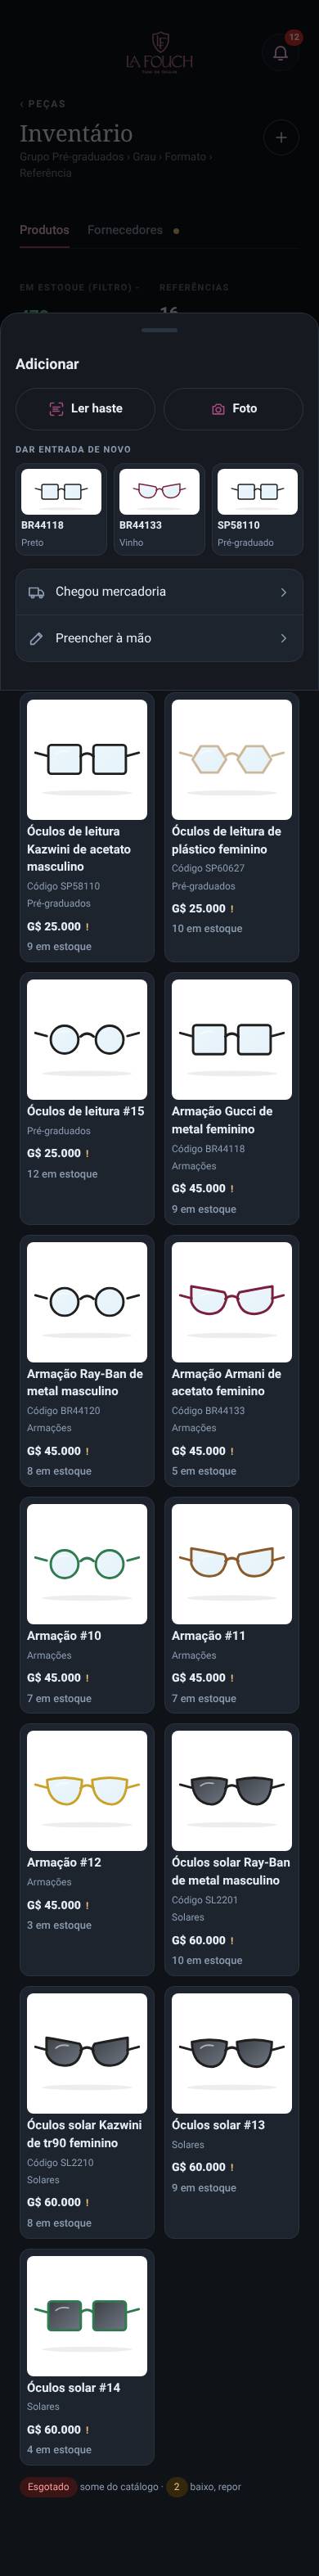 LA FOUCH
12
‹ PEÇAS
Inventário
Grupo Pré-graduados › Grau › Formato ›
Referência
Produtos
Fornecedores
EM ESTOQUE (FILTRO) -
REFERÊNCIAS
16
Adicionar
Ler haste
Foto
DAR ENTRADA DE NOVO
BR44118
Preto
BR44133
Vinho
SP58110
Pré-graduado
Chegou mercadoria
Preencher à mão
Óculos de leitura
Kazwini de acetato
masculino
Código SP58110
Pré-graduados
G$ 25.000 !
9 em estoque
Óculos de leitura de
plástico feminino
Código SP60627
Pré-graduados
G$ 25.000 !
10 em estoque
Óculos de leitura #15
Pré-graduados
G$ 25.000 !
12 em estoque
Armação Gucci de
metal feminino
Código BR44118
Armações
G$ 45.000 !
9 em estoque
Armação Ray-Ban de
metal masculino
Código BR44120
Armações
G$ 45.000 !
8 em estoque
Armação Armani de
acetato feminino
Código BR44133
Armações
G$ 45.000 !
5 em estoque
Armação #10
Armações
G$ 45.000 !
7 em estoque
Armação #11
Armações
G$ 45.000 !
7 em estoque
Armação #12
Armações
G$ 45.000 !
3 em estoque
Óculos solar Ray-Ban
de metal masculino
Código SL2201
Solares
G$ 60.000 !
10 em estoque
Óculos solar Kazwini
de tr90 feminino
Código SL2210
Solares
G$ 60.000 !
8 em estoque
Óculos solar #13
Solares
G$ 60.000 !
9 em estoque
Óculos solar #14
Solares
G$ 60.000 !
4 em estoque
Esgotado some do catálogo · 2 baixo, repor